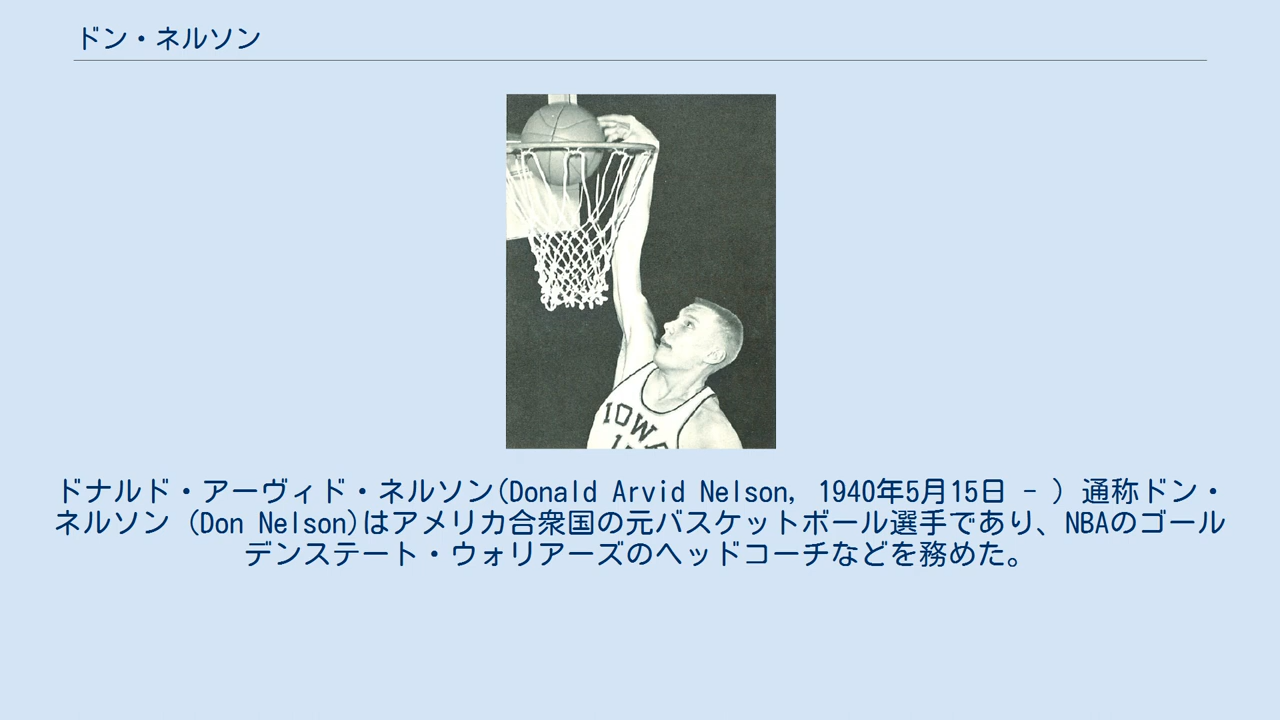 ドン・ネルソン
IOWA
ドナルド・アーヴィド・ネルソン(Donald Arvid Nelson, 1940年5月15日 - ) 通称ドン・
ネルソン (Don Nelson)はアメリカ合衆国の元バスケットボール選手であり、NBAのゴール
デンステート・ウォリアーズのヘッドコーチなどを務めた。